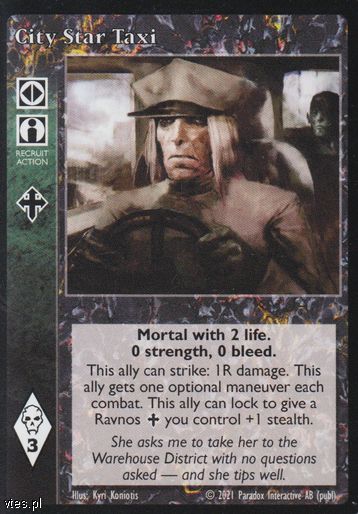 City Star Taxi
RECRUIT
ACTION
Mortal with 2 life.
0 strength, 0 bleed.
This ally can strike: 1R damage. This
ally gets one optional maneuver each
combat. This ally can lock to give a
Ravnos you control +1 stealth.
She asks me to take her to the
Warehouse District with no questions
asked — and she tips well.
3
vtes.pl
Illus: Kyri Koniotis © 2021 Paradox Interactive AB (publ)